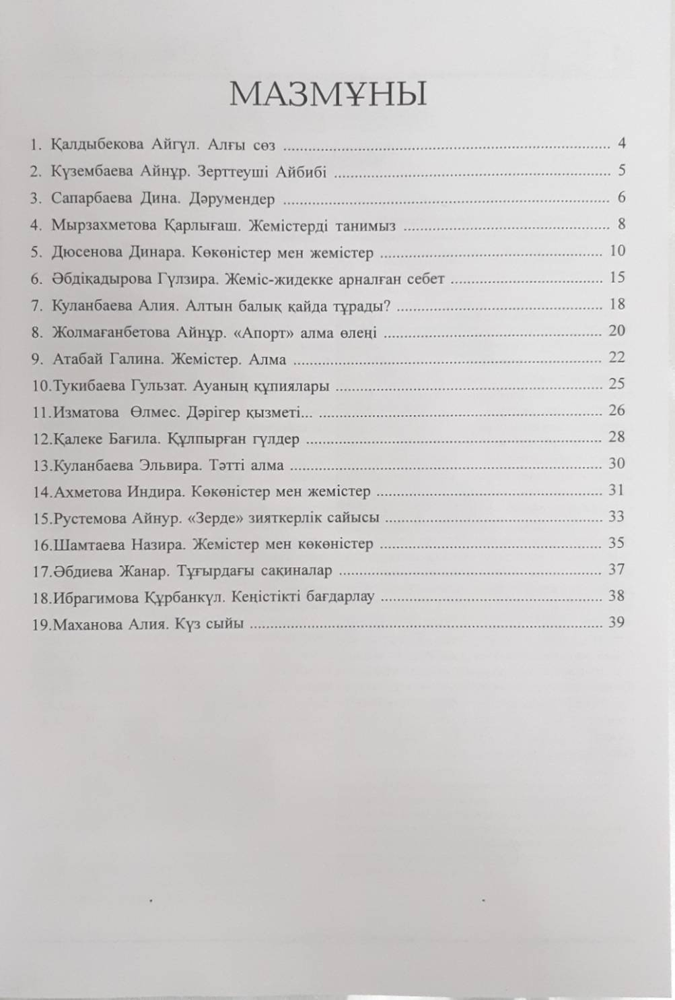 МАЗМҰНЫ
1. Қалдыбекова Айгүл. Алғы сөз ........ 4
2. Күзембаева Айнұр. Зерттеуші Айбибі ........ 5
3. Сапарбаева Дина. Дәрумендер ........ 6
4. Мырзахметова Қарлығаш. Жемістерді танимыз ........ 8
5. Дюсенова Динара. Көкөністер мен жемістер ........ 10
6. Әбдіқадырова Гүлзира. Жеміс-жидекке арналған себет ........ 15
7. Куланбаева Алия. Алтын балық қайда тұрады? ........ 18
8. Жолмағанбетова Айнұр. «Апорт» алма өлеңі ........ 20
9. Атабай Галина. Жемістер. Алма ........ 22
10.Тукибаева Гульзат. Ауаның құпиялары ........ 25
11.Изматова Өлмес. Дәрігер қызметі... ........ 26
12.Қалеке Бағила. Құлпырған гүлдер ........ 28
13.Куланбаева Эльвира. Тәтті алма ........ 30
14.Ахметова Индира. Көкөністер мен жемістер ........ 31
15.Рустемова Айнур. «Зерде» зияткерлік сайысы ........ 33
16.Шамтаева Назира. Жемістер мен көкөністер ........ 35
17.Әбдиева Жанар. Тұғырдағы сақиналар ........ 37
18.Ибрагимова Құрбанкүл. Кеңістікті бағдарлау ........ 38
19.Маханова Алия. Күз сыйы ........ 39